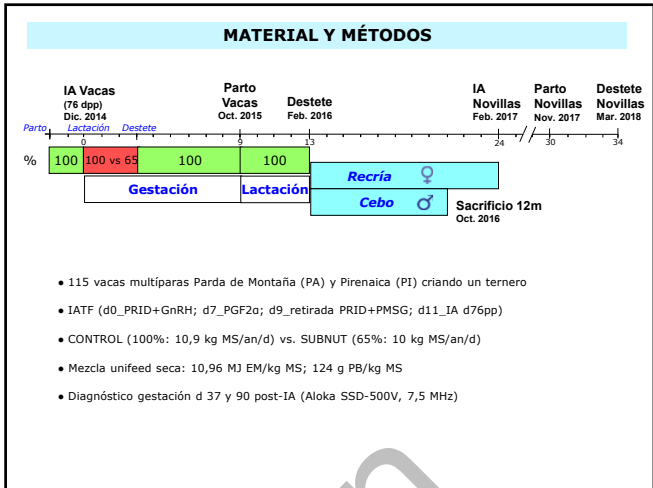 MATERIAL Y MÉTODOS
IA Vacas
(76 dpp)
Dic. 2014
Parto
Vacas
Oct. 2015
Destete
Feb. 2016
IA
Novillas
Feb. 2017
Parto
Novillas
Nov. 2017
Destete
Novillas
Mar. 2018
Parto Lactación Destete
0 9 13 24 30 34
% 100 100 vs 65 100 100
Gestación Lactación
Recría ♀
Cebo ♂
Sacrificio 12m
Oct. 2016
● 115 vacas multíparas Parda de Montaña (PA) y Pirenaica (PI) criando un ternero
● IATF (d0_PRID+GnRH; d7_PGF2α; d9_retirada PRID+PMSG; d11_IA d76pp)
● CONTROL (100%: 10,9 kg MS/an/d) vs. SUBNUT (65%: 10 kg MS/an/d)
● Mezcla unifeed seca: 10,96 MJ EM/kg MS; 124 g PB/kg MS
● Diagnóstico gestación d 37 y 90 post-IA (Aloka SSD-500V, 7,5 MHz)